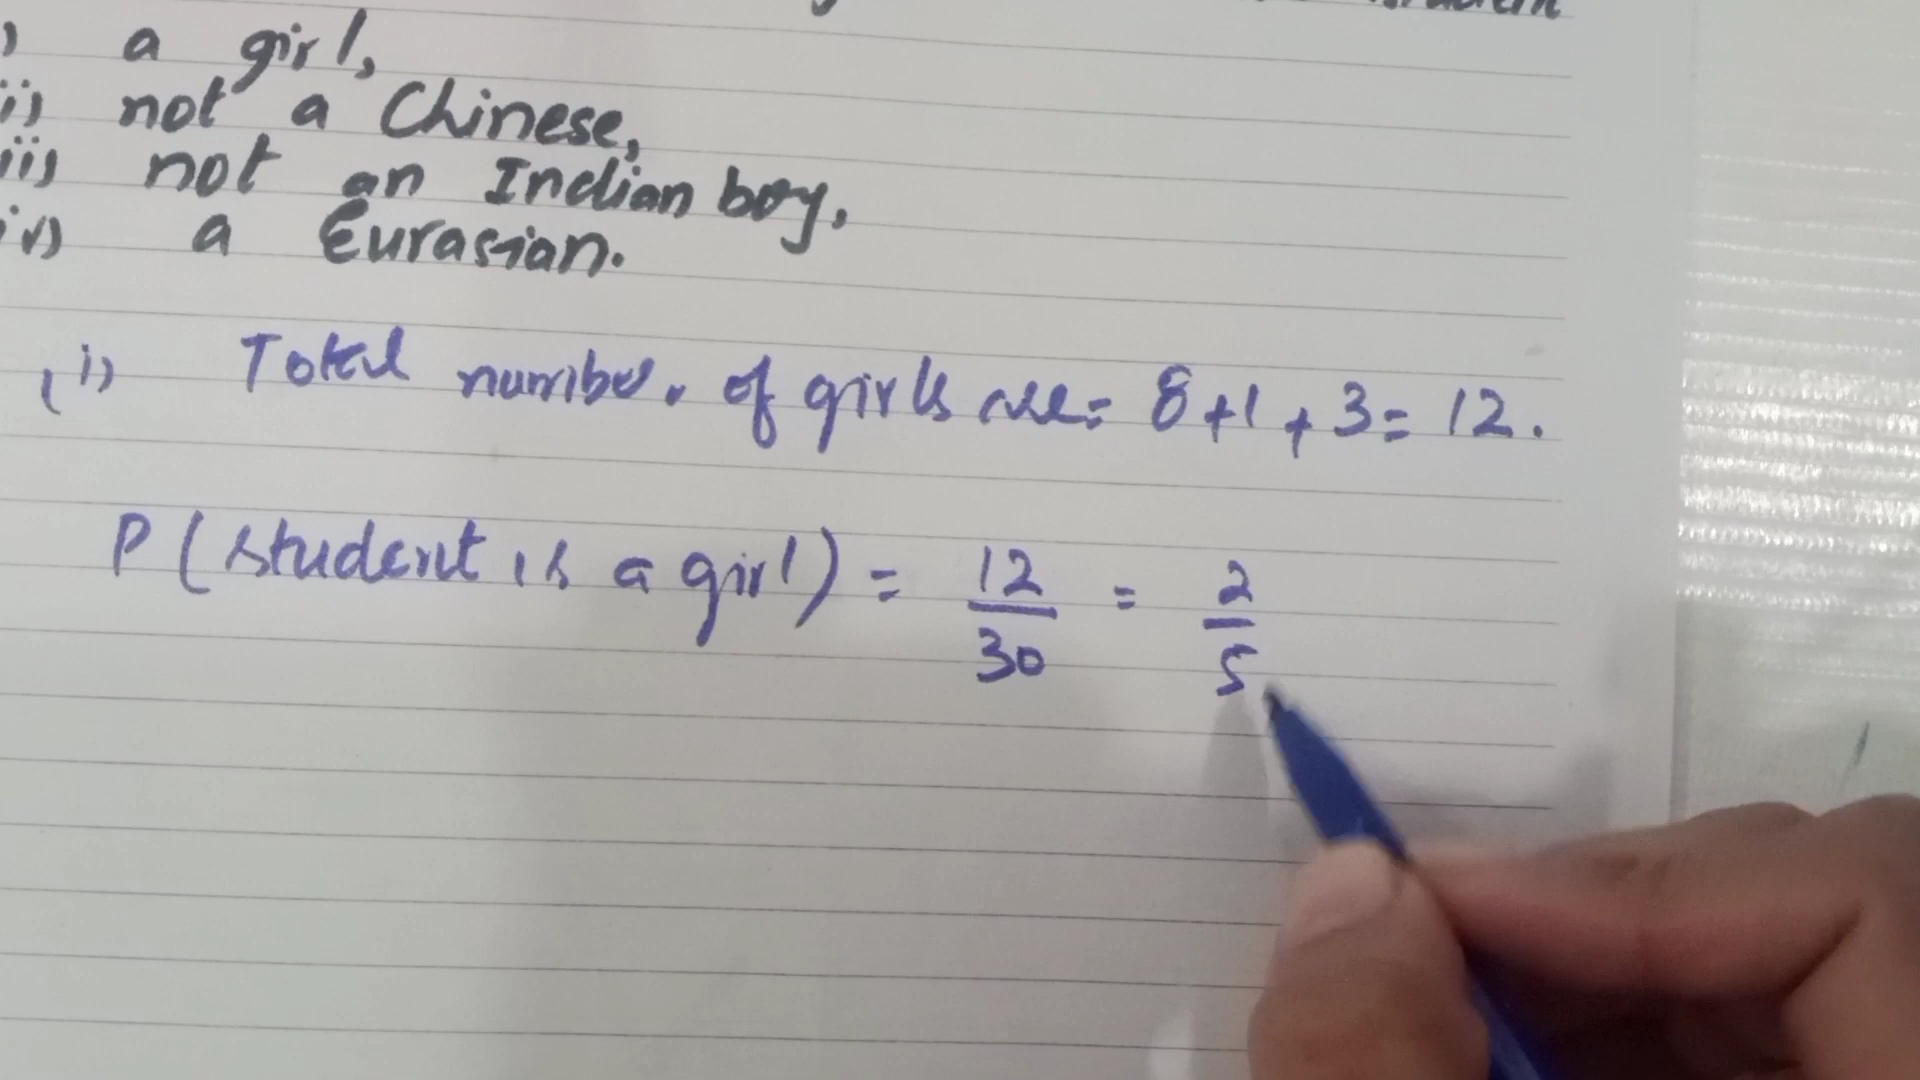 ) a girl,
ii) not a Chinese,
iii) not an Indian boy,
iv) a Eurasian.
(i) Total number of girls are = 8+1+3 = 12.
P(student is a girl) = 12/30 = 2/5